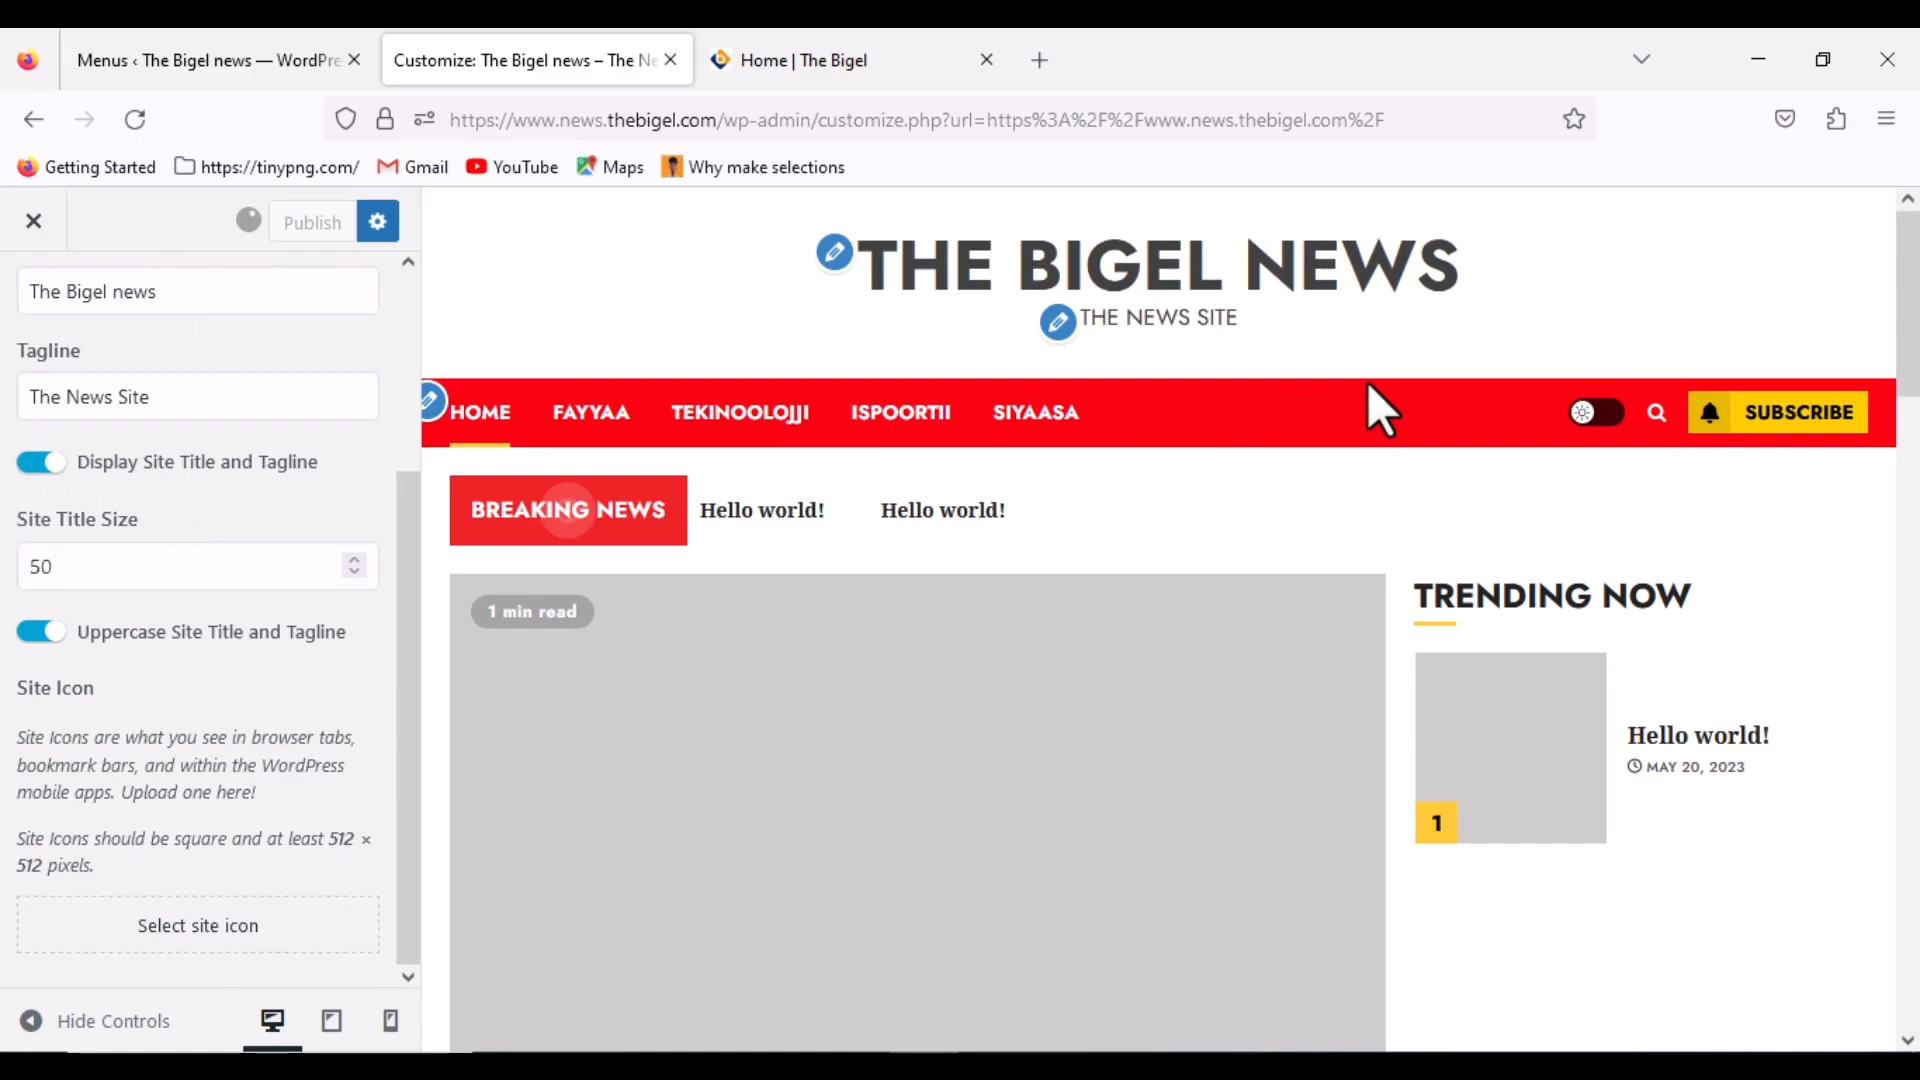 Menus ‹ The Bigel news — WordPre
Customize: The Bigel news – The Ne
Home | The Bigel
https://www.news.thebigel.com/wp-admin/customize.php?url=https%3A%2F%2Fwww.news.thebigel.com%2F
Getting Started
https://tinypng.com/
Gmail
YouTube
Maps
Why make selections
Publish
The Bigel news
Tagline
The News Site
Display Site Title and Tagline
Site Title Size
50
Uppercase Site Title and Tagline
Site Icon
Site Icons are what you see in browser tabs,
bookmark bars, and within the WordPress
mobile apps. Upload one here!
Site Icons should be square and at least 512 ×
512 pixels.
Select site icon
Hide Controls
THE BIGEL NEWS
THE NEWS SITE
HOME
FAYYAA
TEKINOOLOJJI
ISPOORTII
SIYAASA
SUBSCRIBE
BREAKING NEWS
Hello world!
Hello world!
1 min read
TRENDING NOW
Hello world!
MAY 20, 2023
1